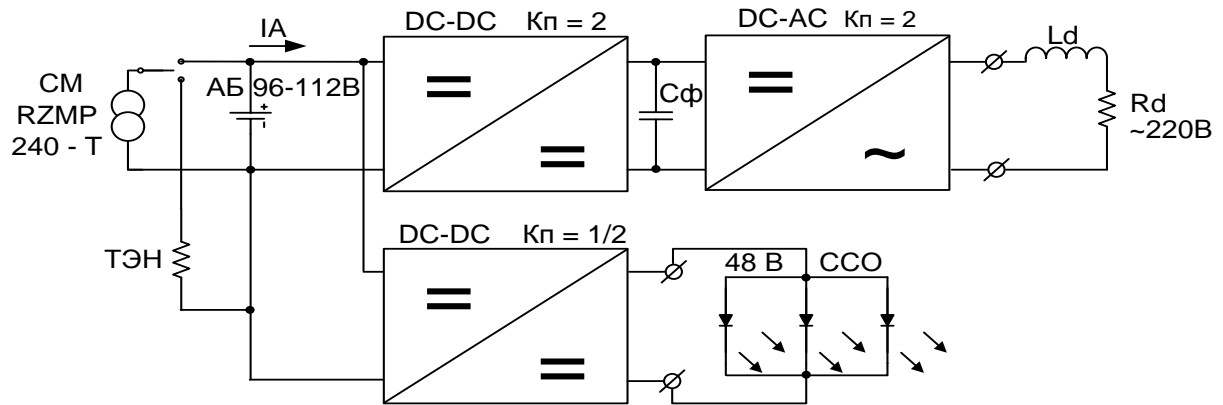 IA
DC-DC Кп = 2
DC-AC Кп = 2
Ld
СМ
RZMP
240 - Т
АБ 96-112В
+
-
Сф
Rd
~220В
~
ТЭН
DC-DC Кп = 1/2
48 В ССО